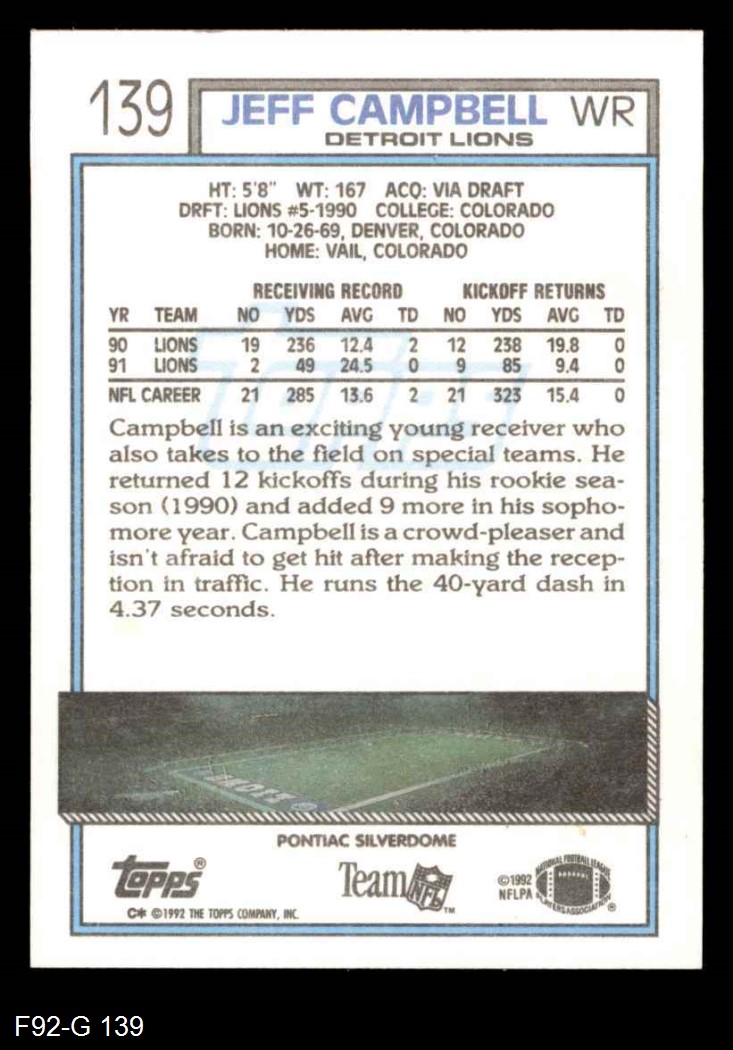 139 JEFF CAMPBELL WR
DETROIT LIONS
HT: 5'8" WT: 167 ACQ: VIA DRAFT
DRFT: LIONS #5-1990 COLLEGE: COLORADO
BORN: 10-26-69, DENVER, COLORADO
HOME: VAIL, COLORADO
RECEIVING RECORD KICKOFF RETURNS
YR TEAM NO YDS AVG TD NO YDS AVG TD
90 LIONS 19 236 12.4 2 12 238 19.8 0
91 LIONS 2 49 24.5 0 9 85 9.4 0
NFL CAREER 21 285 13.6 2 21 323 15.4 0
TOPPS
Campbell is an exciting young receiver who
also takes to the field on special teams. He
returned 12 kickoffs during his rookie sea-
son (1990) and added 9 more in his sopho-
more year. Campbell is a crowd-pleaser and
isn't afraid to get hit after making the recep-
tion in traffic. He runs the 40-yard dash in
4.37 seconds.
PONTIAC SILVERDOME
topps®
Team NFL™
©1992
NFLPA
NATIONAL FOOTBALL LEAGUE
PLAYERS ASSOCIATION®
C* ©1992 THE TOPPS COMPANY, INC.
F92-G 139